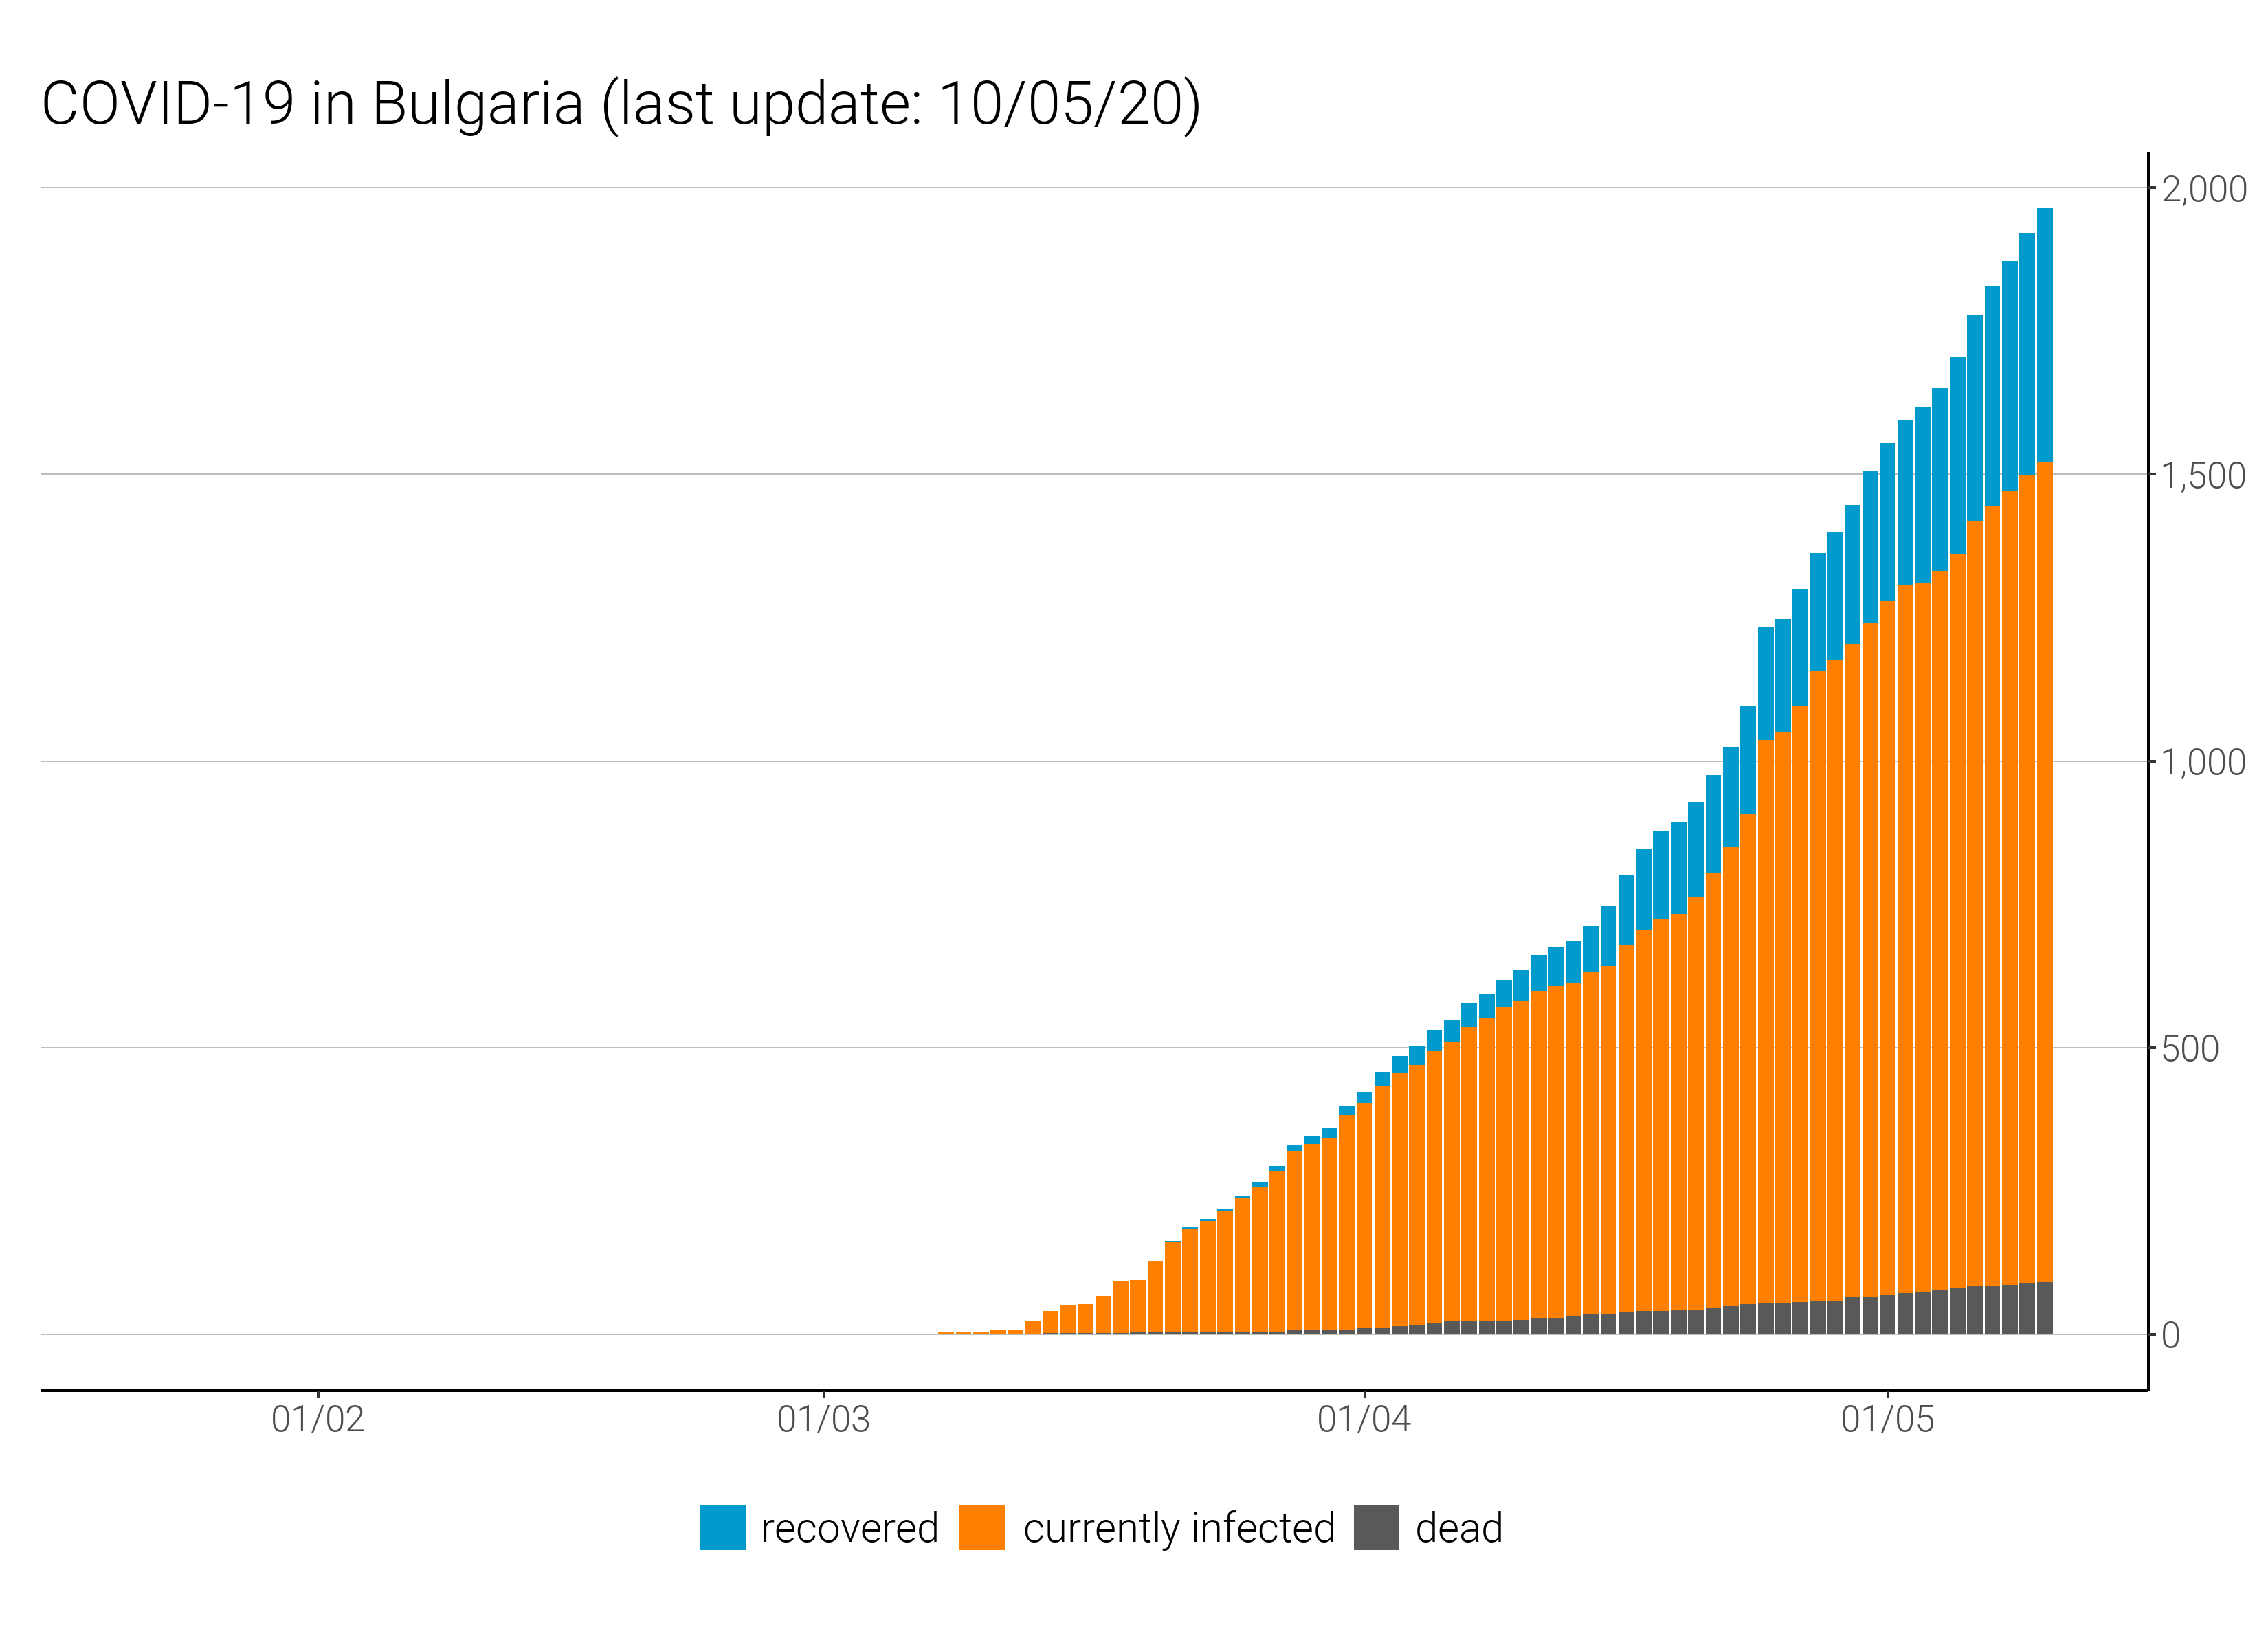 COVID-19 in Bulgaria (last update: 10/05/20)
2,000
1,500
1,000
500
0
01/02 01/03 01/04 01/05
recovered currently infected dead